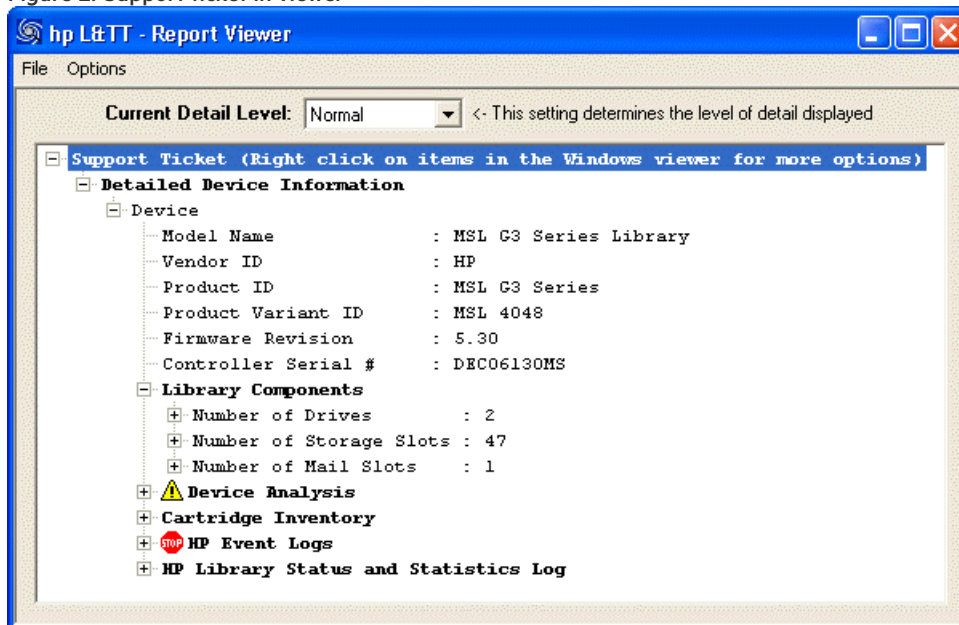 hp L&TT - Report Viewer
File Options
Current Detail Level: Normal <- This setting determines the level of detail displayed
Support Ticket (Right click on items in the Windows viewer for more options)
Detailed Device Information
Device
Model Name : MSL G3 Series Library
Vendor ID : HP
Product ID : MSL G3 Series
Product Variant ID : MSL 4048
Firmware Revision : 5.30
Controller Serial # : DEC06130MS
Library Components
Number of Drives : 2
Number of Storage Slots : 47
Number of Mail Slots : 1
Device Analysis
Cartridge Inventory
STOP HP Event Logs
HP Library Status and Statistics Log